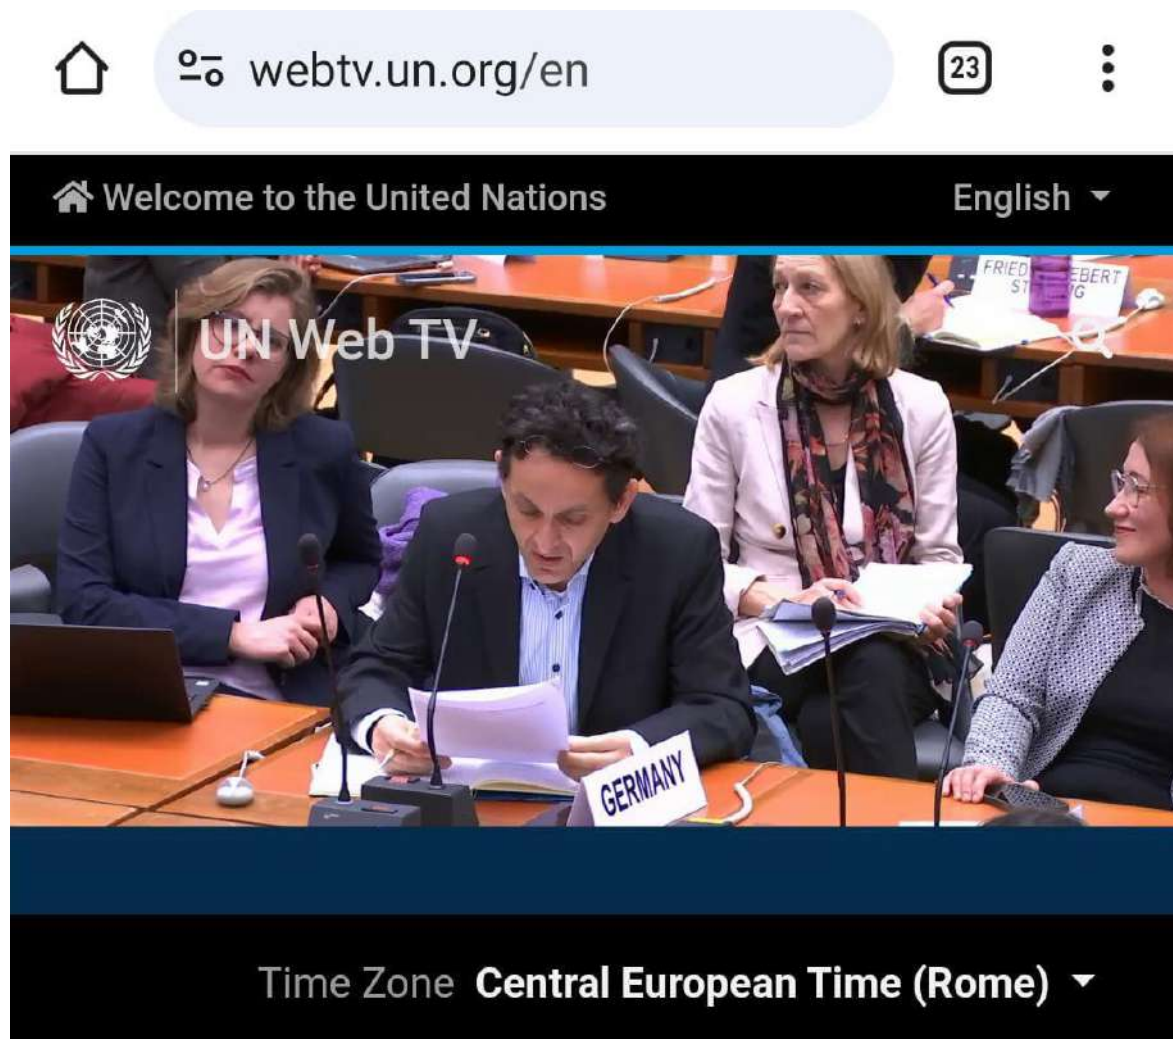 webtv.un.org/en
23
Welcome to the United Nations
English
UN Web TV
GERMANY
Time Zone Central European Time (Rome)